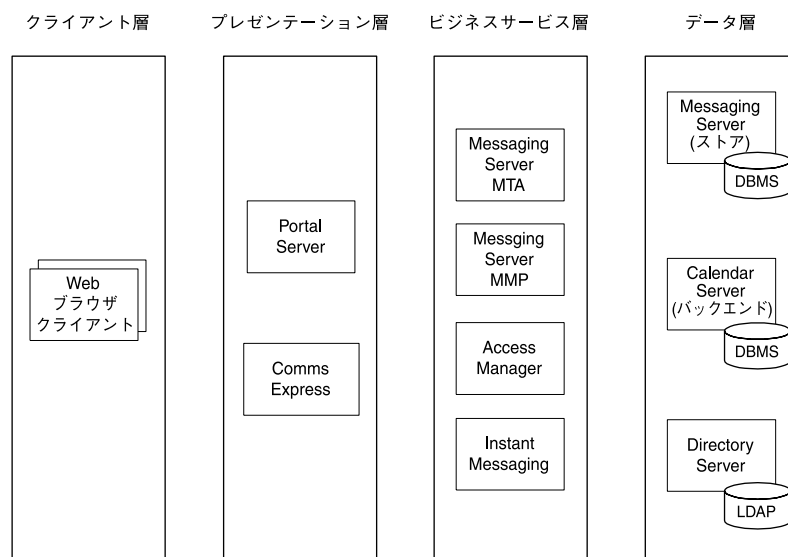 クライアント層
プレゼンテーション層
ビジネスサービス層
データ層
Web
ブラウザ
クライアント
Portal
Server
Comms
Express
Messaging
Server
MTA
Messging
Server
MMP
Access
Manager
Instant
Messaging
Messaging
Server
(ストア)
DBMS
Calendar
Server
(バックエンド)
DBMS
Directory
Server
LDAP